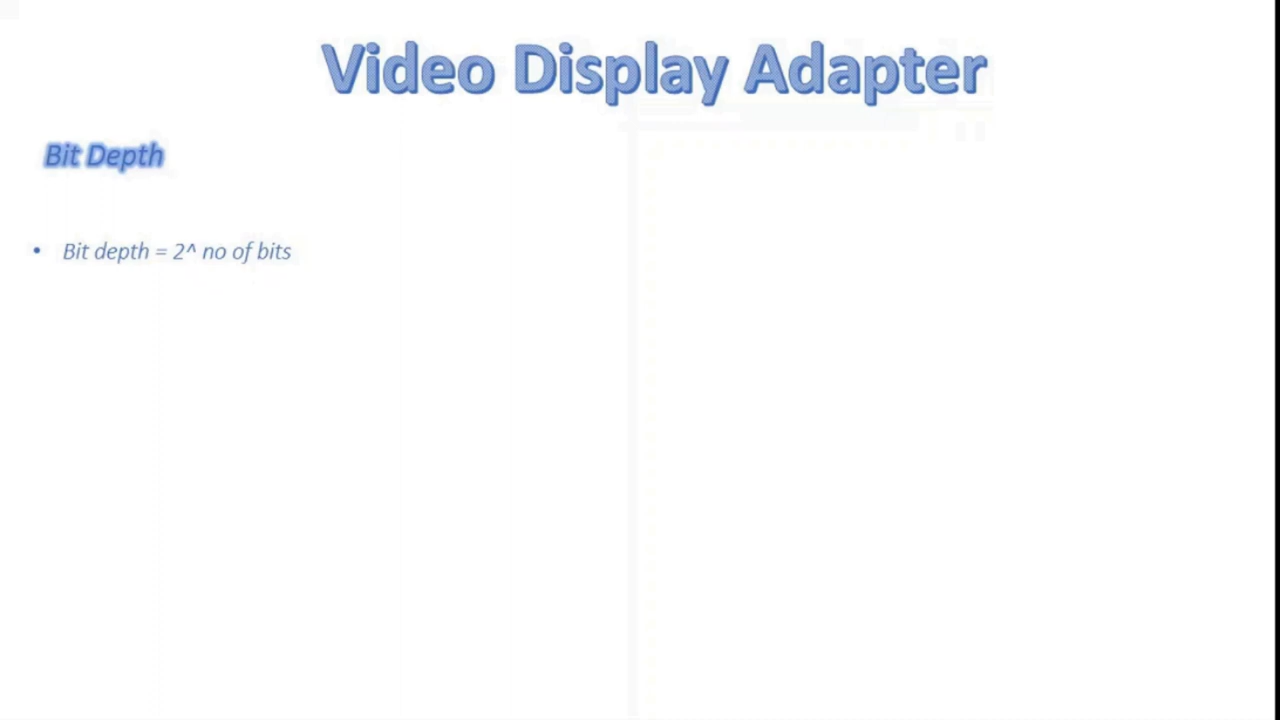 Video Display Adapter
Bit Depth
• Bit depth = 2^ no of bits